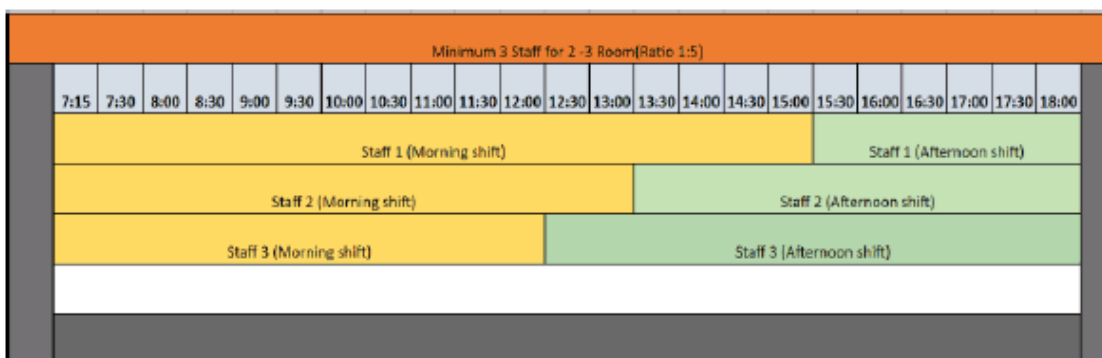 Minimum 3 Staff for 2 -3 Room(Ratio 1:5)
7:15 7:30 8:00 8:30 9:00 9:30 10:00 10:30 11:00 11:30 12:00 12:30 13:00 13:30 14:00 14:30 15:00 15:30 16:00 16:30 17:00 17:30 18:00
Staff 1 (Morning shift) Staff 1 (Afternoon shift)
Staff 2 (Morning shift) Staff 2 (Afternoon shift)
Staff 3 (Morning shift) Staff 3 (Afternoon shift)